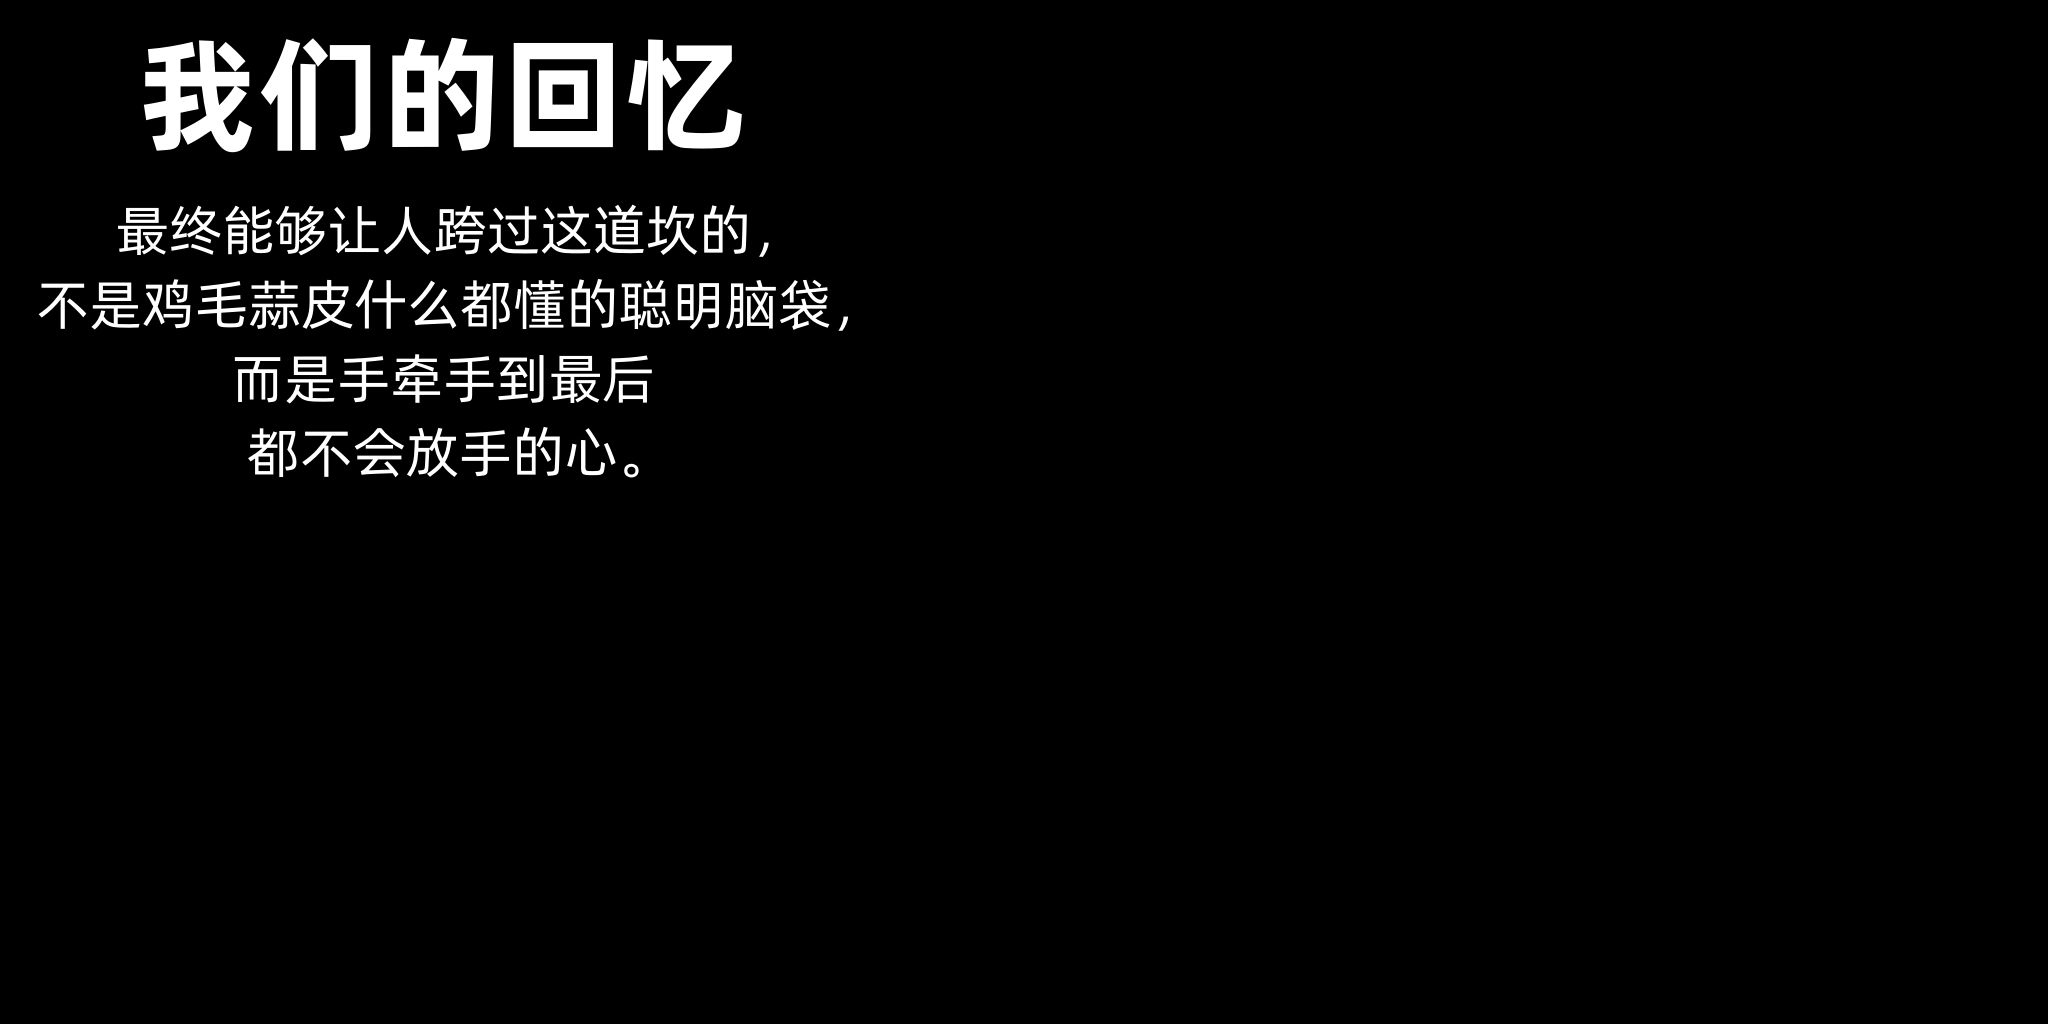 我们的回忆
最终能够让人跨过这道坎的，
不是鸡毛蒜皮什么都懂的聪明脑袋，
而是手牵手到最后
都不会放手的心。